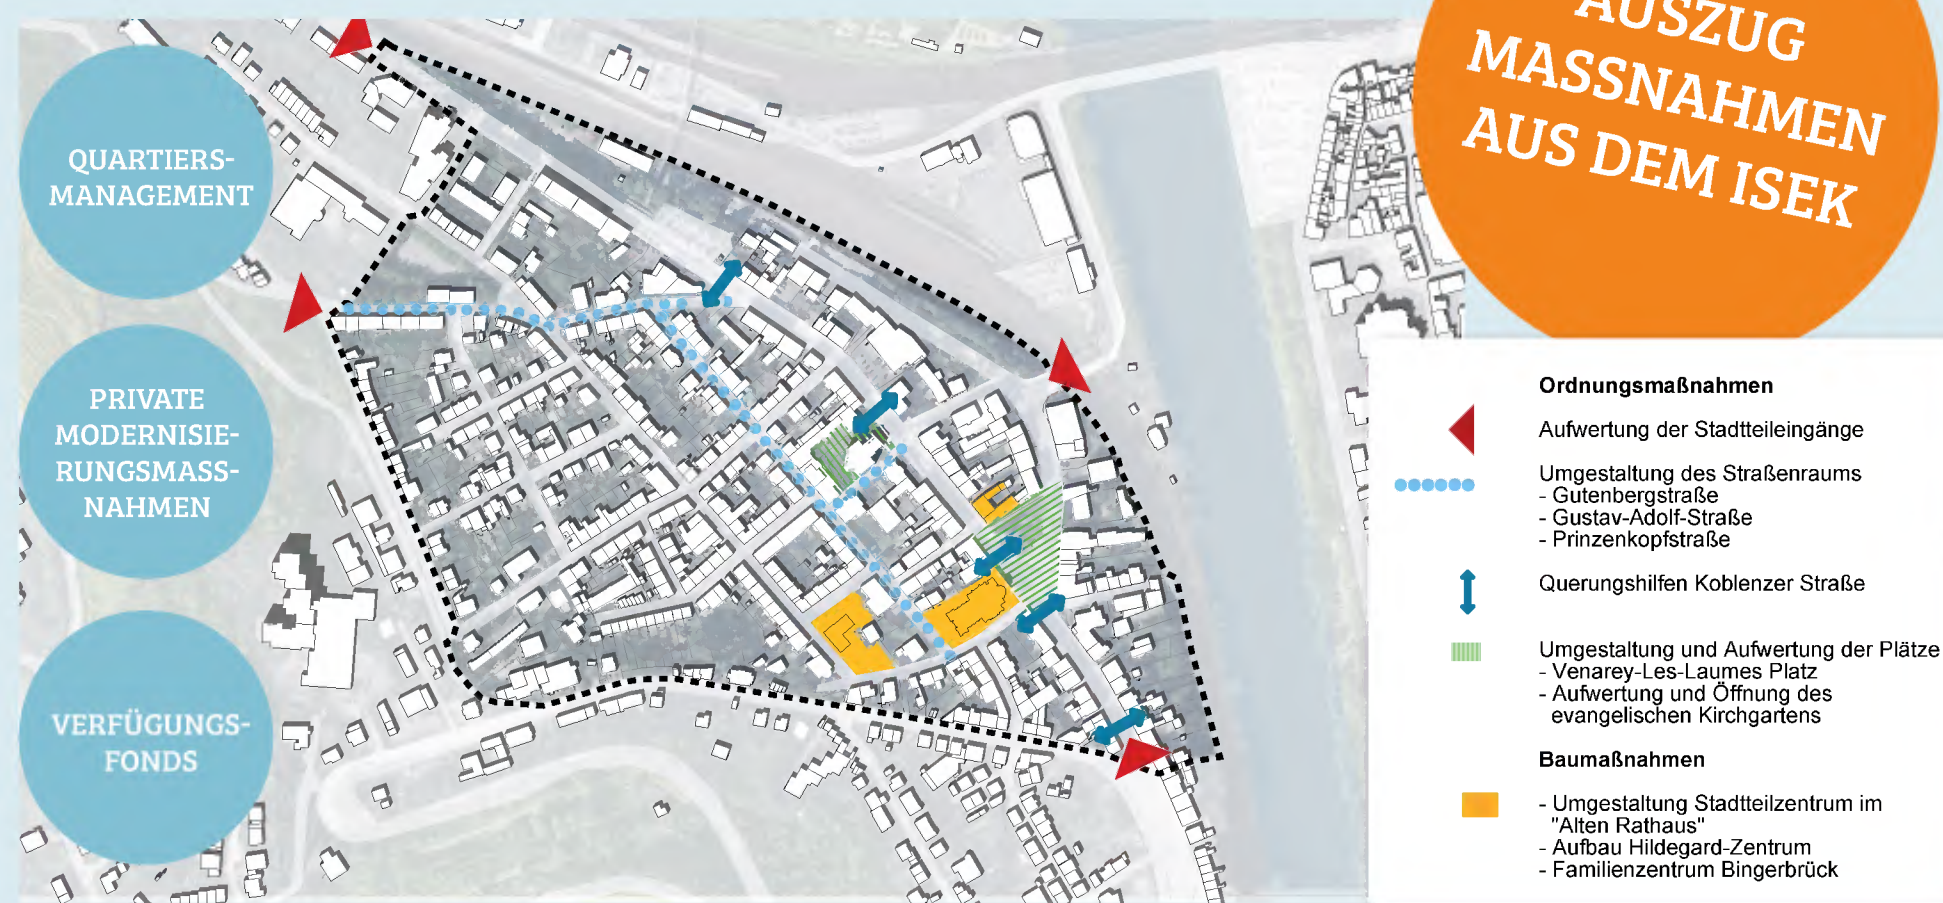 AUSZUG
MASSNAHMEN
AUS DEM ISEK
QUARTIERS-
MANAGEMENT
PRIVATE
MODERNISIE-
RUNGSMASS-
NAHMEN
VERFÜGUNGS-
FONDS
Ordnungsmaßnahmen
Aufwertung der Stadtteileingänge
Umgestaltung des Straßenraums
- Gutenbergstraße
- Gustav-Adolf-Straße
- Prinzenkopfstraße
Querungshilfen Koblenzer Straße
Umgestaltung und Aufwertung der Plätze
- Venarey-Les-Laumes Platz
- Aufwertung und Öffnung des
evangelischen Kirchgartens
Baumaßnahmen
- Umgestaltung Stadtteilzentrum im
"Alten Rathaus"
- Aufbau Hildegard-Zentrum
- Familienzentrum Bingerbrück